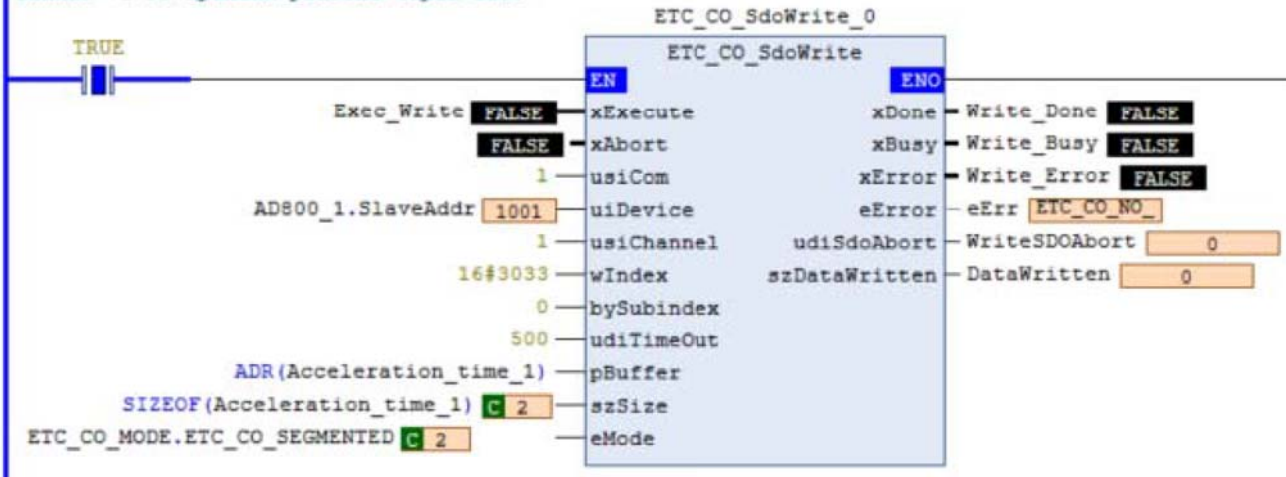 ETC_CO_SdoWrite_0
TRUE
ETC_CO_SdoWrite
EN ENO
Exec_Write FALSE xExecute xDone Write_Done FALSE
FALSE xAbort xBusy Write_Busy FALSE
1 usiCom xError Write_Error FALSE
AD800_1.SlaveAddr 1001 uiDevice eError eErr ETC_CO_NO_
1 usiChannel udiSdoAbort WriteSDOAbort 0
16#3033 wIndex szDataWritten DataWritten 0
0 bySubindex
500 udiTimeOut
ADR(Acceleration_time_1) pBuffer
SIZEOF(Acceleration_time_1) C 2 szSize
ETC_CO_MODE.ETC_CO_SEGMENTED C 2 eMode